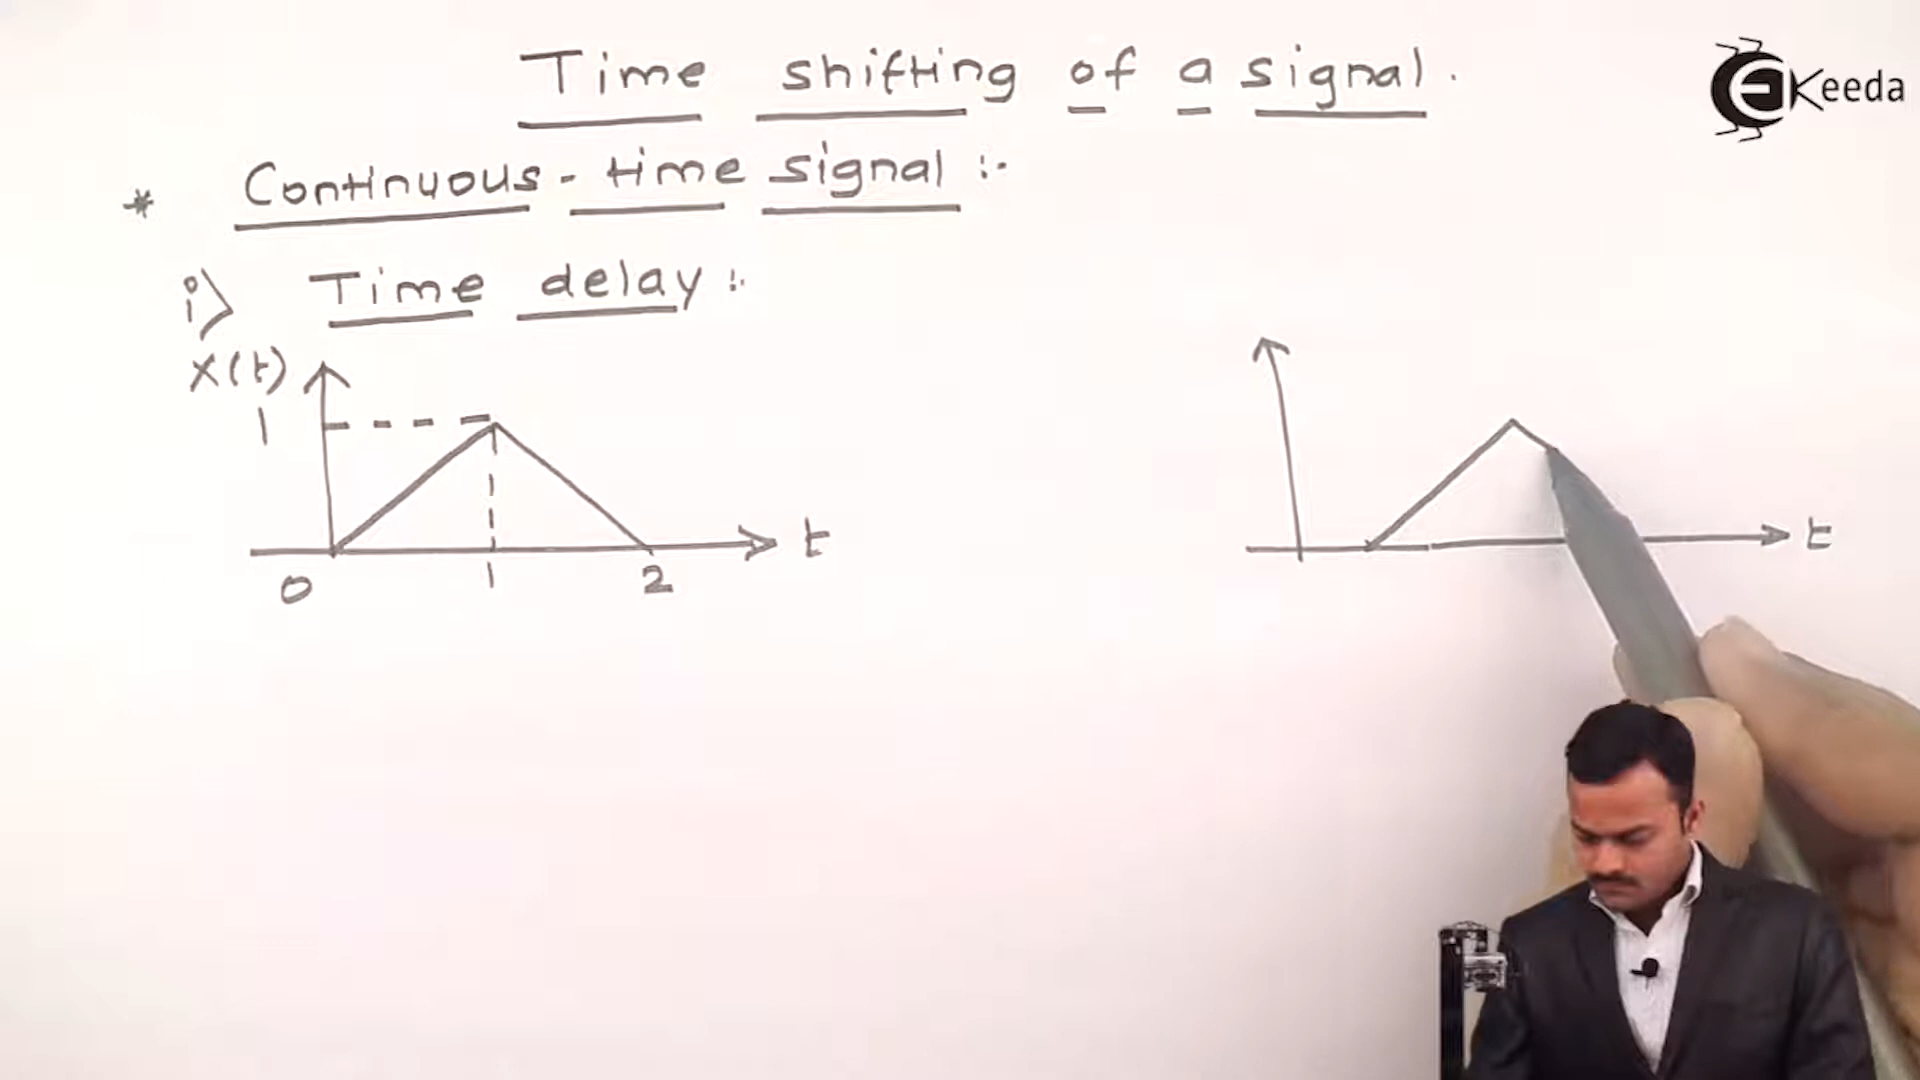 Time shifting of a signal.
Keeda
* Continuous-time signal :-
i) Time delay :-
x(t)
1
t
0 1 2
t